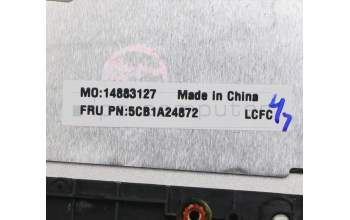 MO:14883127 Made in China
FRU PN:5CB1A24872 LCFC